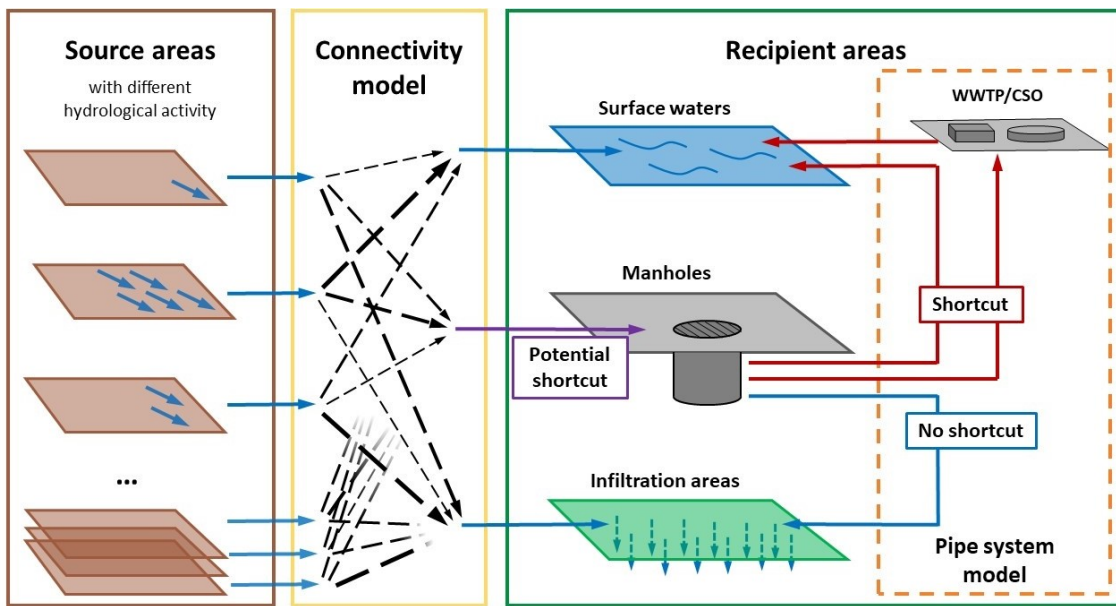 Source areas
with different
hydrological activity
...
Connectivity
model
Recipient areas
Surface waters
WWTP/CSO
Manholes
Shortcut
Potential
shortcut
No shortcut
Infiltration areas
Pipe system
model